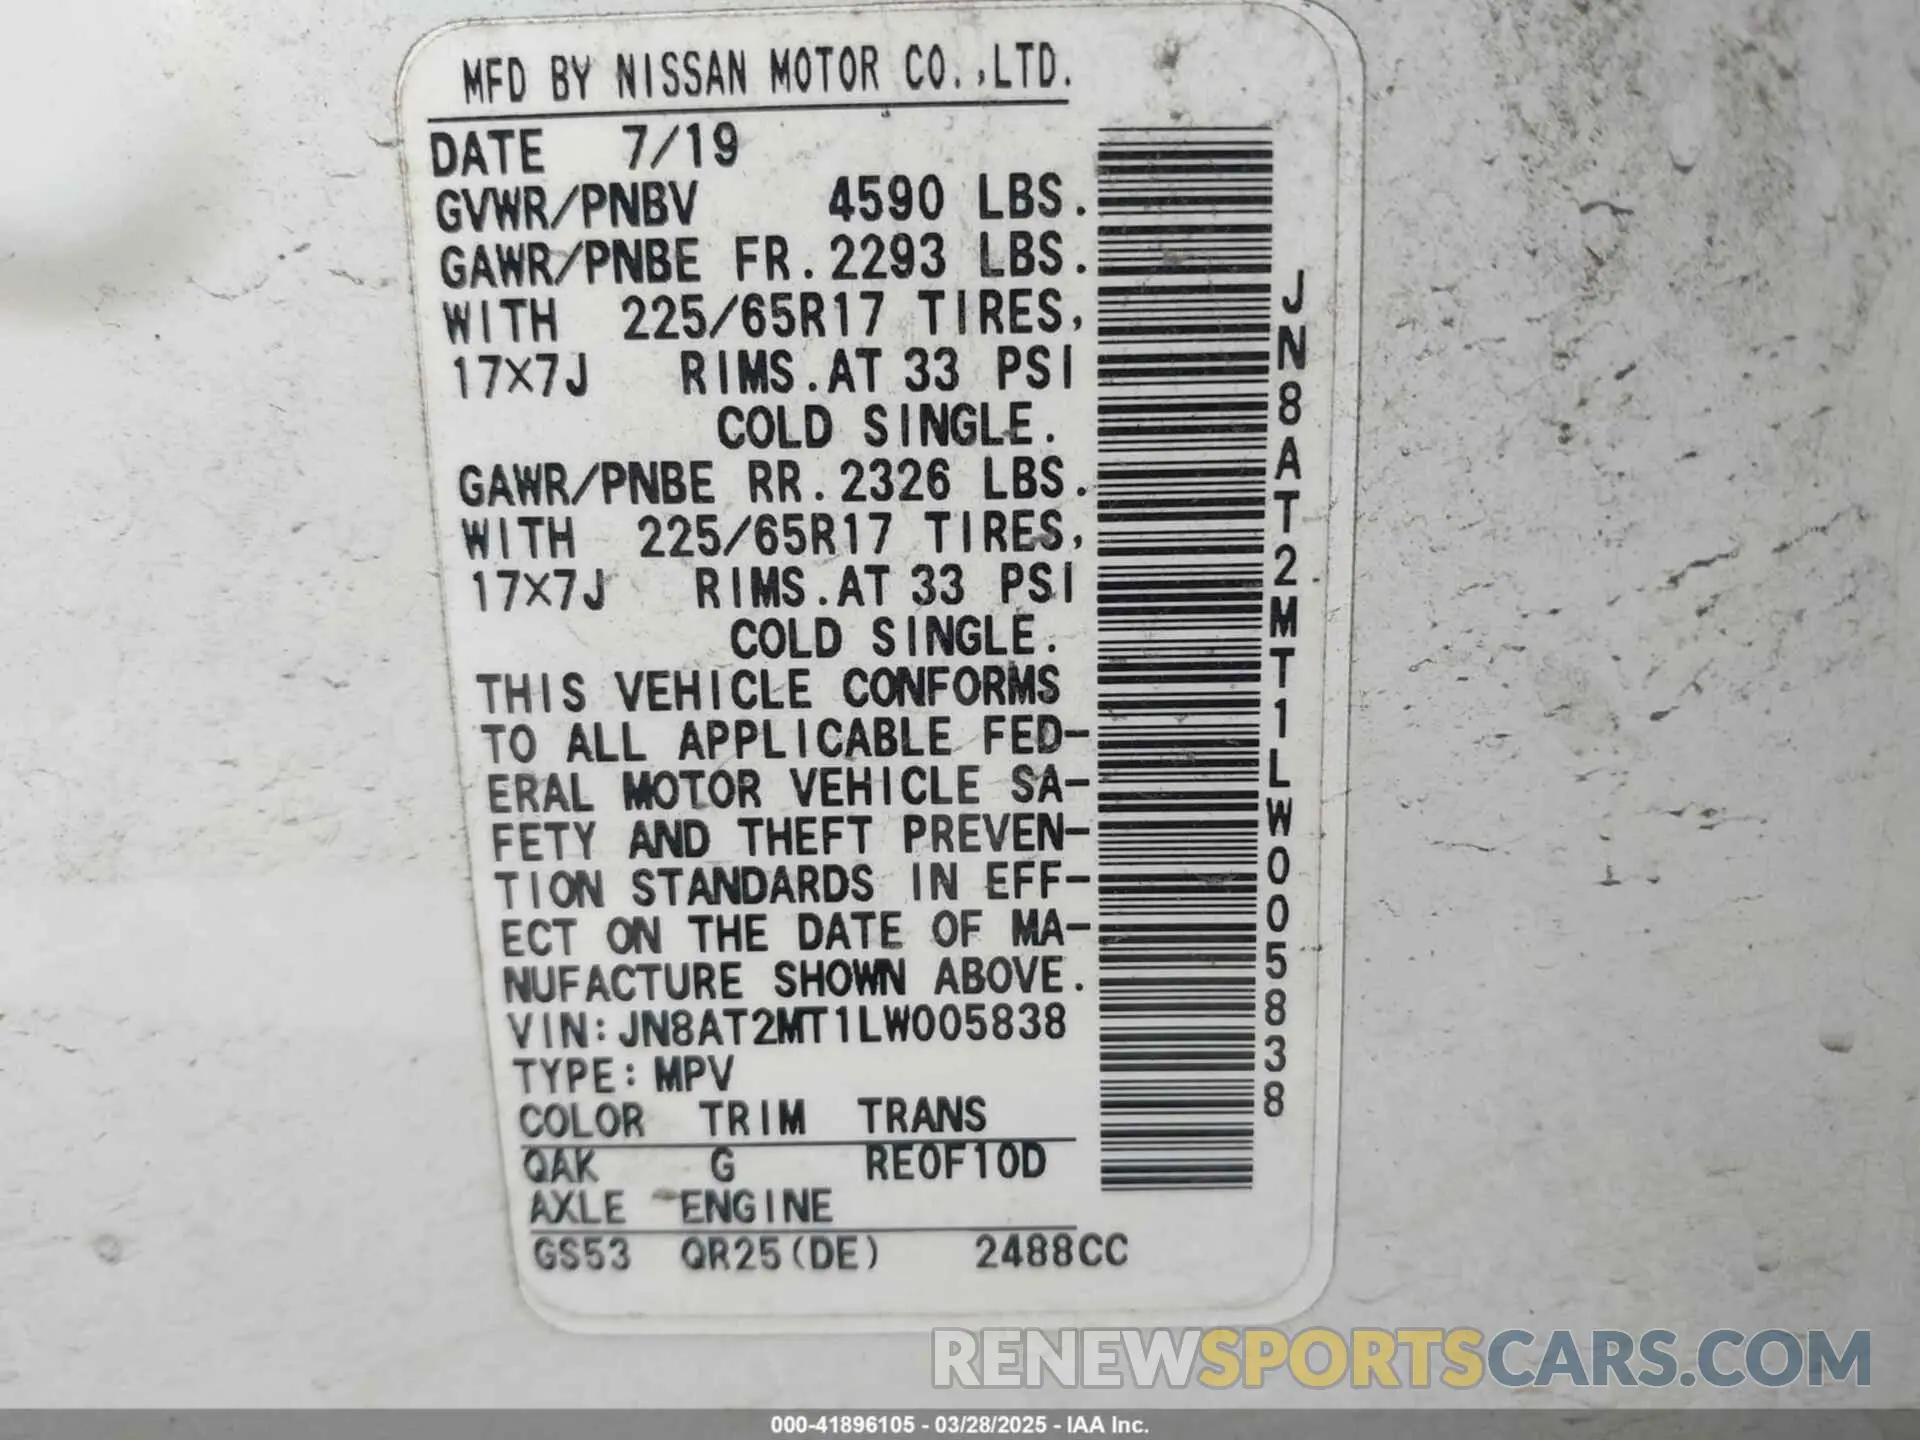 MFD BY NISSAN MOTOR CO.,LTD.
DATE 7/19
GVWR/PNBV 4590 LBS.
GAWR/PNBE FR.2293 LBS.
WITH 225/65R17 TIRES,
17X7J RIMS.AT 33 PSI
COLD SINGLE.
GAWR/PNBE RR.2326 LBS.
WITH 225/65R17 TIRES,
17X7J RIMS.AT 33 PSI
COLD SINGLE.
THIS VEHICLE CONFORMS
TO ALL APPLICABLE FED-
ERAL MOTOR VEHICLE SA-
FETY AND THEFT PREVEN-
TION STANDARDS IN EFF-
ECT ON THE DATE OF MA-
NUFACTURE SHOWN ABOVE.
VIN:JN8AT2MT1LW005838
TYPE:MPV
COLOR TRIM TRANS
QAK G RE0F10D
AXLE ENGINE
GS53 QR25(DE) 2488CC
JN8AT2MT1LW005838
RENEWSPORTSCARS.COM
000-41896105 - 03/28/2025 - IAA Inc.